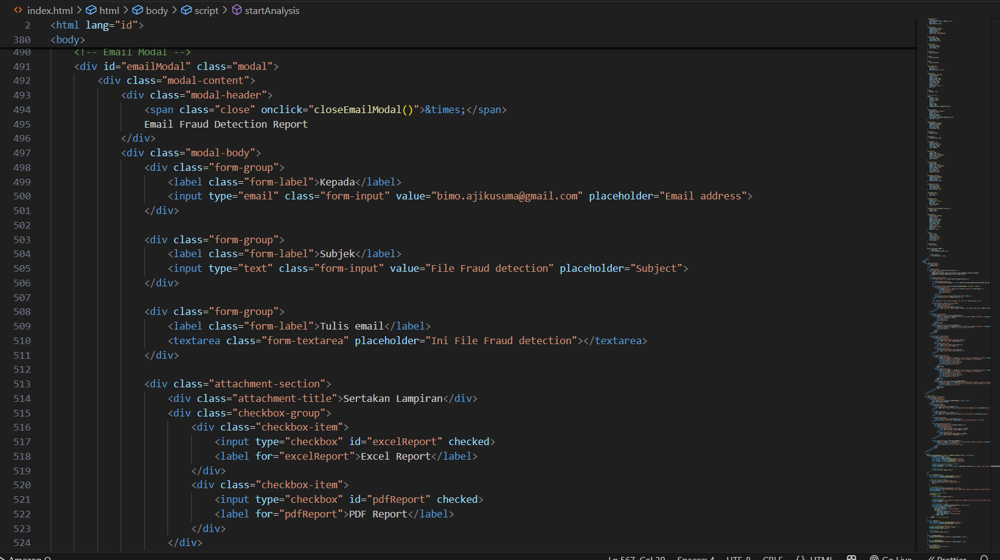 index.html > html > body > script > startAnalysis
2 <html lang="id">
380 <body>
490 <!-- Email Modal -->
491 <div id="emailModal" class="modal">
492 <div class="modal-content">
493 <div class="modal-header">
494 <span class="close" onclick="closeEmailModal()">&times;</span>
495 Email Fraud Detection Report
496 </div>
497 <div class="modal-body">
498 <div class="form-group">
499 <label class="form-label">Kepada</label>
500 <input type="email" class="form-input" value="bimo.ajikusuma@gmail.com" placeholder="Email address">
501 </div>
502
503 <div class="form-group">
504 <label class="form-label">Subjek</label>
505 <input type="text" class="form-input" value="File Fraud detection" placeholder="Subject">
506 </div>
507
508 <div class="form-group">
509 <label class="form-label">Tulis email</label>
510 <textarea class="form-textarea" placeholder="Ini File Fraud detection"></textarea>
511 </div>
512
513 <div class="attachment-section">
514 <div class="attachment-title">Sertakan Lampiran</div>
515 <div class="checkbox-group">
516 <div class="checkbox-item">
517 <input type="checkbox" id="excelReport" checked>
518 <label for="excelReport">Excel Report</label>
519 </div>
520 <div class="checkbox-item">
521 <input type="checkbox" id="pdfReport" checked>
522 <label for="pdfReport">PDF Report</label>
523 </div>
524 </div>
Amazon Q Ln 567, Col 39 Spaces: 4 UTF-8 CRLF {} HTML Go Live Prettier